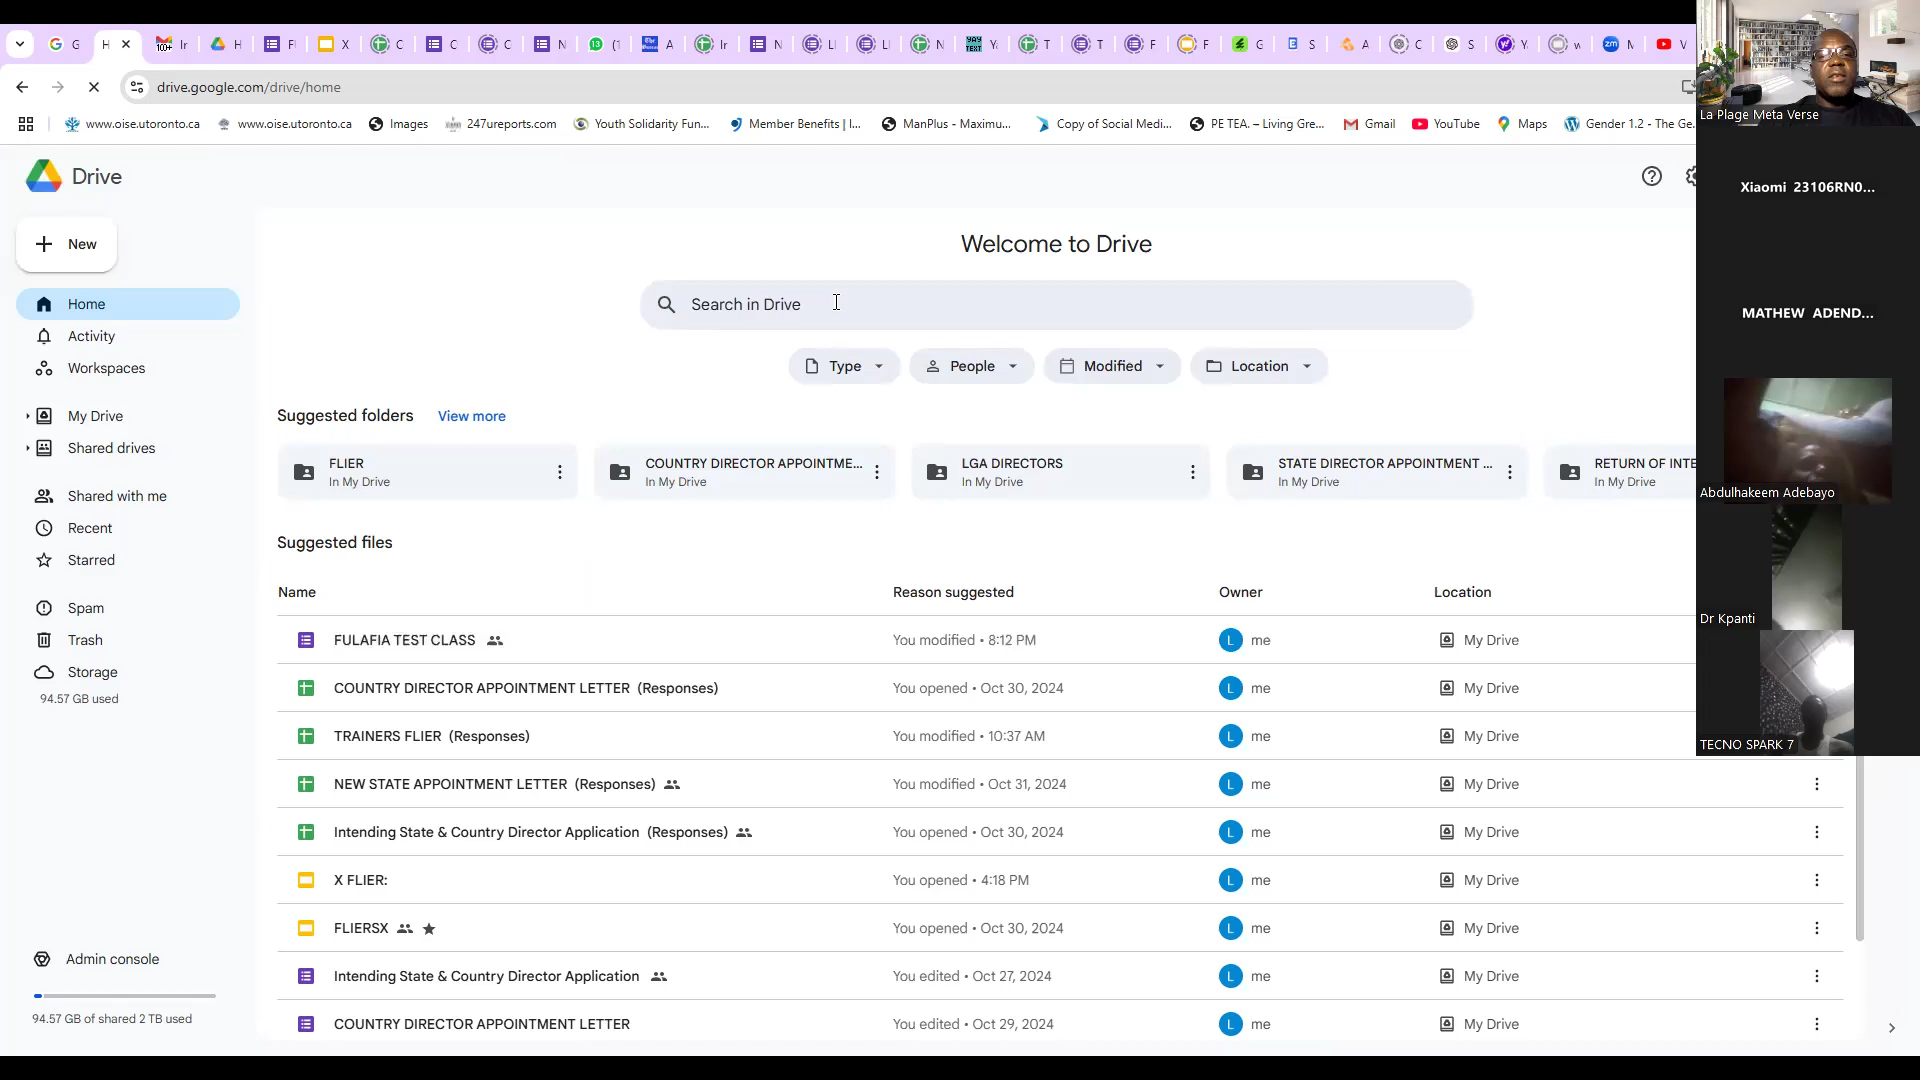 G
H
100+
Ir
H
Fl
X
C
C
C
N
13
(1
A
Ir
N
LI
LI
N
YAY
TEXT
T
T
F
F
G
S
A
C
S
Y
zm
drive.google.com/drive/home
www.oise.utoronto.ca
www.oise.utoronto.ca
Images
247ureports.com
Youth Solidarity Fun...
Member Benefits | I...
ManPlus - Maximu...
Copy of Social Medi...
PE TEA. – Living Gre...
Gmail
YouTube
Maps
Gender 1.2 - The Ge...
La Plage Meta Verse
Drive
New
Home
Activity
Workspaces
My Drive
Shared drives
Shared with me
Recent
Starred
Spam
Trash
Storage
94.57 GB used
Admin console
94.57 GB of shared 2 TB used
Welcome to Drive
Search in Drive
Type
People
Modified
Location
Suggested folders
View more
FLIER
In My Drive
COUNTRY DIRECTOR APPOINTME...
In My Drive
LGA DIRECTORS
In My Drive
STATE DIRECTOR APPOINTMENT ...
In My Drive
RETURN OF INTE
In My Drive
Suggested files
Name Reason suggested Owner Location
FULAFIA TEST CLASS You modified • 8:12 PM L me My Drive
COUNTRY DIRECTOR APPOINTMENT LETTER (Responses) You opened • Oct 30, 2024 L me My Drive
TRAINERS FLIER (Responses) You modified • 10:37 AM L me My Drive
NEW STATE APPOINTMENT LETTER (Responses) You modified • Oct 31, 2024 L me My Drive
Intending State & Country Director Application (Responses) You opened • Oct 30, 2024 L me My Drive
X FLIER: You opened • 4:18 PM L me My Drive
FLIERSX You opened • Oct 30, 2024 L me My Drive
Intending State & Country Director Application You edited • Oct 27, 2024 L me My Drive
COUNTRY DIRECTOR APPOINTMENT LETTER You edited • Oct 29, 2024 L me My Drive
Xiaomi 23106RN0...
MATHEW ADEND...
Abdulhakeem Adebayo
Dr Kpanti
TECNO SPARK 7